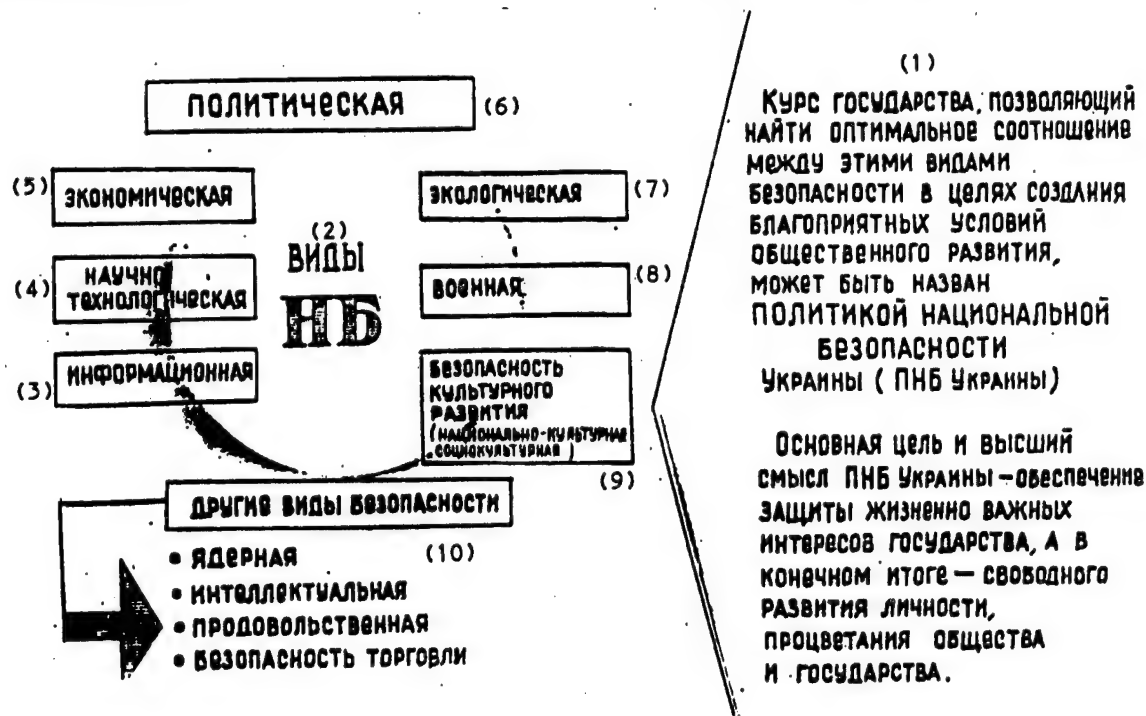 ПОЛИТИЧЕСКАЯ
(6)
(5)
ЭКОНОМИЧЕСКАЯ
ЭКОЛОГИЧЕСКАЯ
(7)
(2)
ВИДЫ
НБ
(4)
НАУЧНО
ТЕХНОЛОГИЧЕСКАЯ
ВОЕННАЯ
(8)
(3)
ИНФОРМАЦИОННАЯ
БЕЗОПАСНОСТЬ
КУЛЬТУРНОГО
РАЗВИТИЯ
(НАЦИОНАЛЬНО-КУЛЬТУРНАЯ
СОЦИОКУЛЬТУРНАЯ)
(9)
ДРУГИЕ ВИДЫ БЕЗОПАСНОСТИ
(10)
• ЯДЕРНАЯ
• ИНТЕЛЛЕКТУАЛЬНАЯ
• ПРОДОВОЛЬСТВЕННАЯ
• БЕЗОПАСНОСТЬ ТОРГОВЛИ
(1)
КУРС ГОСУДАРСТВА, ПОЗВОЛЯЮЩИЙ
НАЙТИ ОПТИМАЛЬНОЕ СООТНОШЕНИЕ
МЕЖДУ ЭТИМИ ВИДАМИ
БЕЗОПАСНОСТИ В ЦЕЛЯХ СОЗДАНИЯ
БЛАГОПРИЯТНЫХ УСЛОВИЙ
ОБЩЕСТВЕННОГО РАЗВИТИЯ,
МОЖЕТ БЫТЬ НАЗВАН
ПОЛИТИКОЙ НАЦИОНАЛЬНОЙ
БЕЗОПАСНОСТИ
УКРАИНЫ (ПНБ УКРАИНЫ)
ОСНОВНАЯ ЦЕЛЬ И ВЫСШИЙ
СМЫСЛ ПНБ УКРАИНЫ — ОБЕСПЕЧЕНИЕ
ЗАЩИТЫ ЖИЗНЕННО ВАЖНЫХ
ИНТЕРЕСОВ ГОСУДАРСТВА, А В
КОНЕЧНОМ ИТОГЕ — СВОБОДНОГО
РАЗВИТИЯ ЛИЧНОСТИ,
ПРОЦВЕТАНИЯ ОБЩЕСТВА
И ГОСУДАРСТВА.